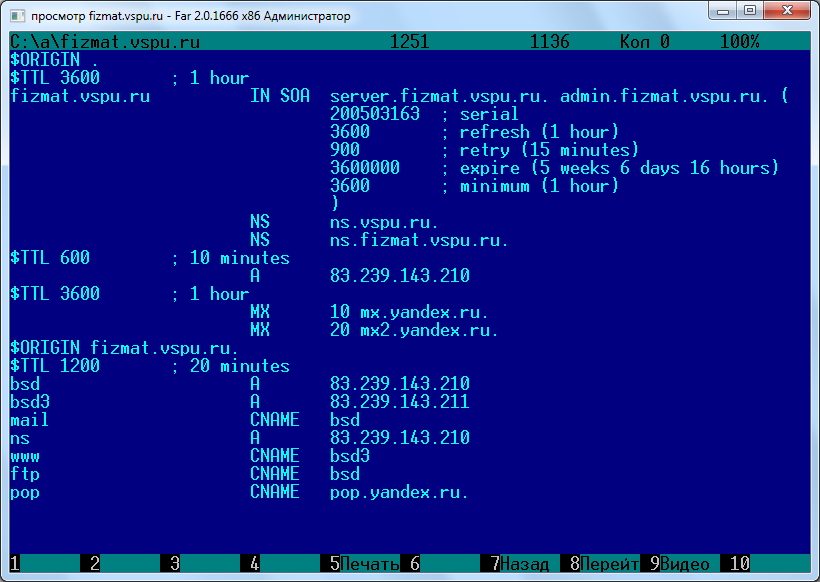 просмотр fizmat.vspu.ru - Far 2.0.1666 x86 Администратор
C:\a\fizmat.vspu.ru 1251 1136 Кол 0 100%
$ORIGIN .
$TTL 3600 ; 1 hour
fizmat.vspu.ru IN SOA server.fizmat.vspu.ru. admin.fizmat.vspu.ru. (
200503163 ; serial
3600 ; refresh (1 hour)
900 ; retry (15 minutes)
3600000 ; expire (5 weeks 6 days 16 hours)
3600 ; minimum (1 hour)
)
NS ns.vspu.ru.
NS ns.fizmat.vspu.ru.
$TTL 600 ; 10 minutes
A 83.239.143.210
$TTL 3600 ; 1 hour
MX 10 mx.yandex.ru.
MX 20 mx2.yandex.ru.
$ORIGIN fizmat.vspu.ru.
$TTL 1200 ; 20 minutes
bsd A 83.239.143.210
bsd3 A 83.239.143.211
mail CNAME bsd
ns A 83.239.143.210
www CNAME bsd3
ftp CNAME bsd
pop CNAME pop.yandex.ru.
1 2 3 4 5Печать 6 7Назад 8Перейт 9Видео 10